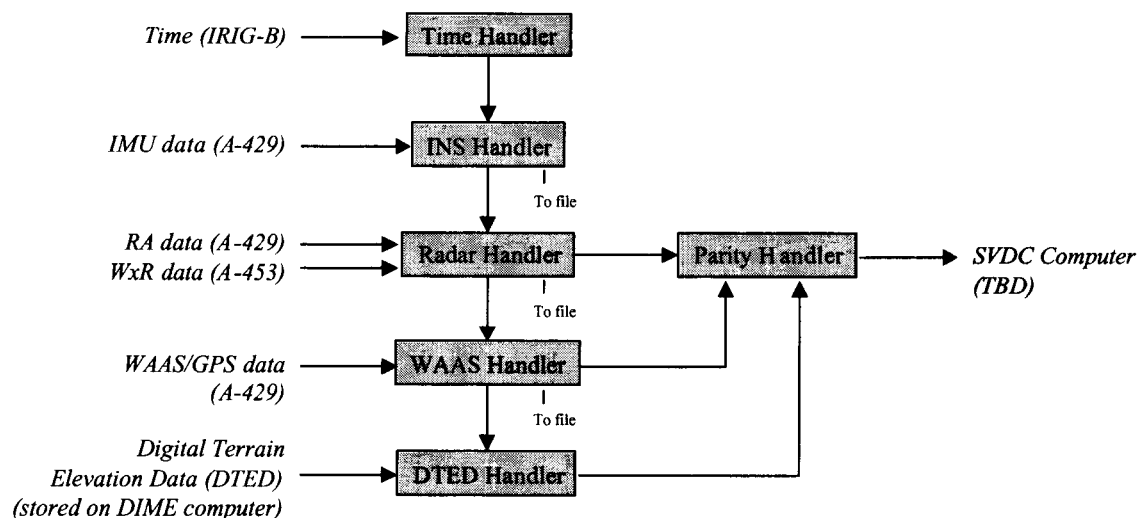 Time (IRIG-B)
Time Handler
IMU data (A-429)
INS Handler
To file
RA data (A-429)
WxR data (A-453)
Radar Handler
Parity Handler
SVDC Computer
(TBD)
To file
WAAS/GPS data
(A-429)
WAAS Handler
To file
Digital Terrain
Elevation Data (DTED)
(stored on DIME computer)
DTED Handler